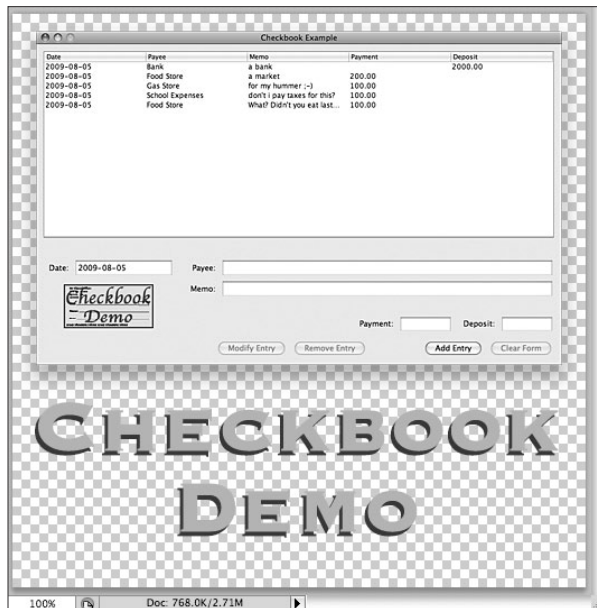 Checkbook Example
Date Payee Memo Payment Deposit
2009-08-05 Bank a bank 2000.00
2009-08-05 Food Store a market 200.00
2009-08-05 Gas Store for my hummer ;-) 100.00
2009-08-05 School Expenses don't i pay taxes for this? 100.00
2009-08-05 Food Store What? Didn't you eat last... 100.00
Date: 2009-08-05 Payee:
Memo:
Checkbook
Demo
Payment: Deposit:
Modify Entry Remove Entry Add Entry Clear Form
CHECKBOOK
DEMO
100% Doc: 768.0K/2.71M